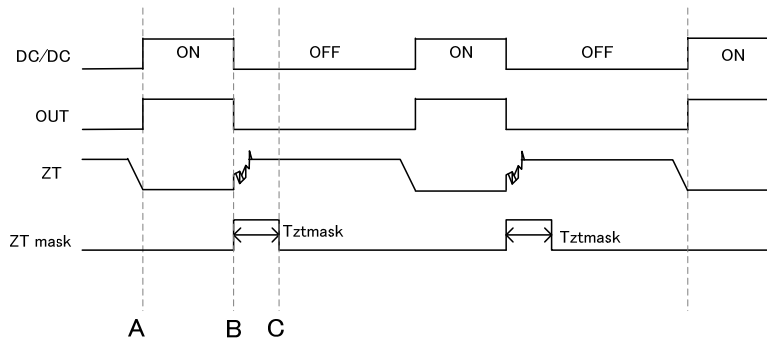 DC/DC ON OFF ON OFF ON
OUT
ZT
ZT mask Tztmask Tztmask
A B C